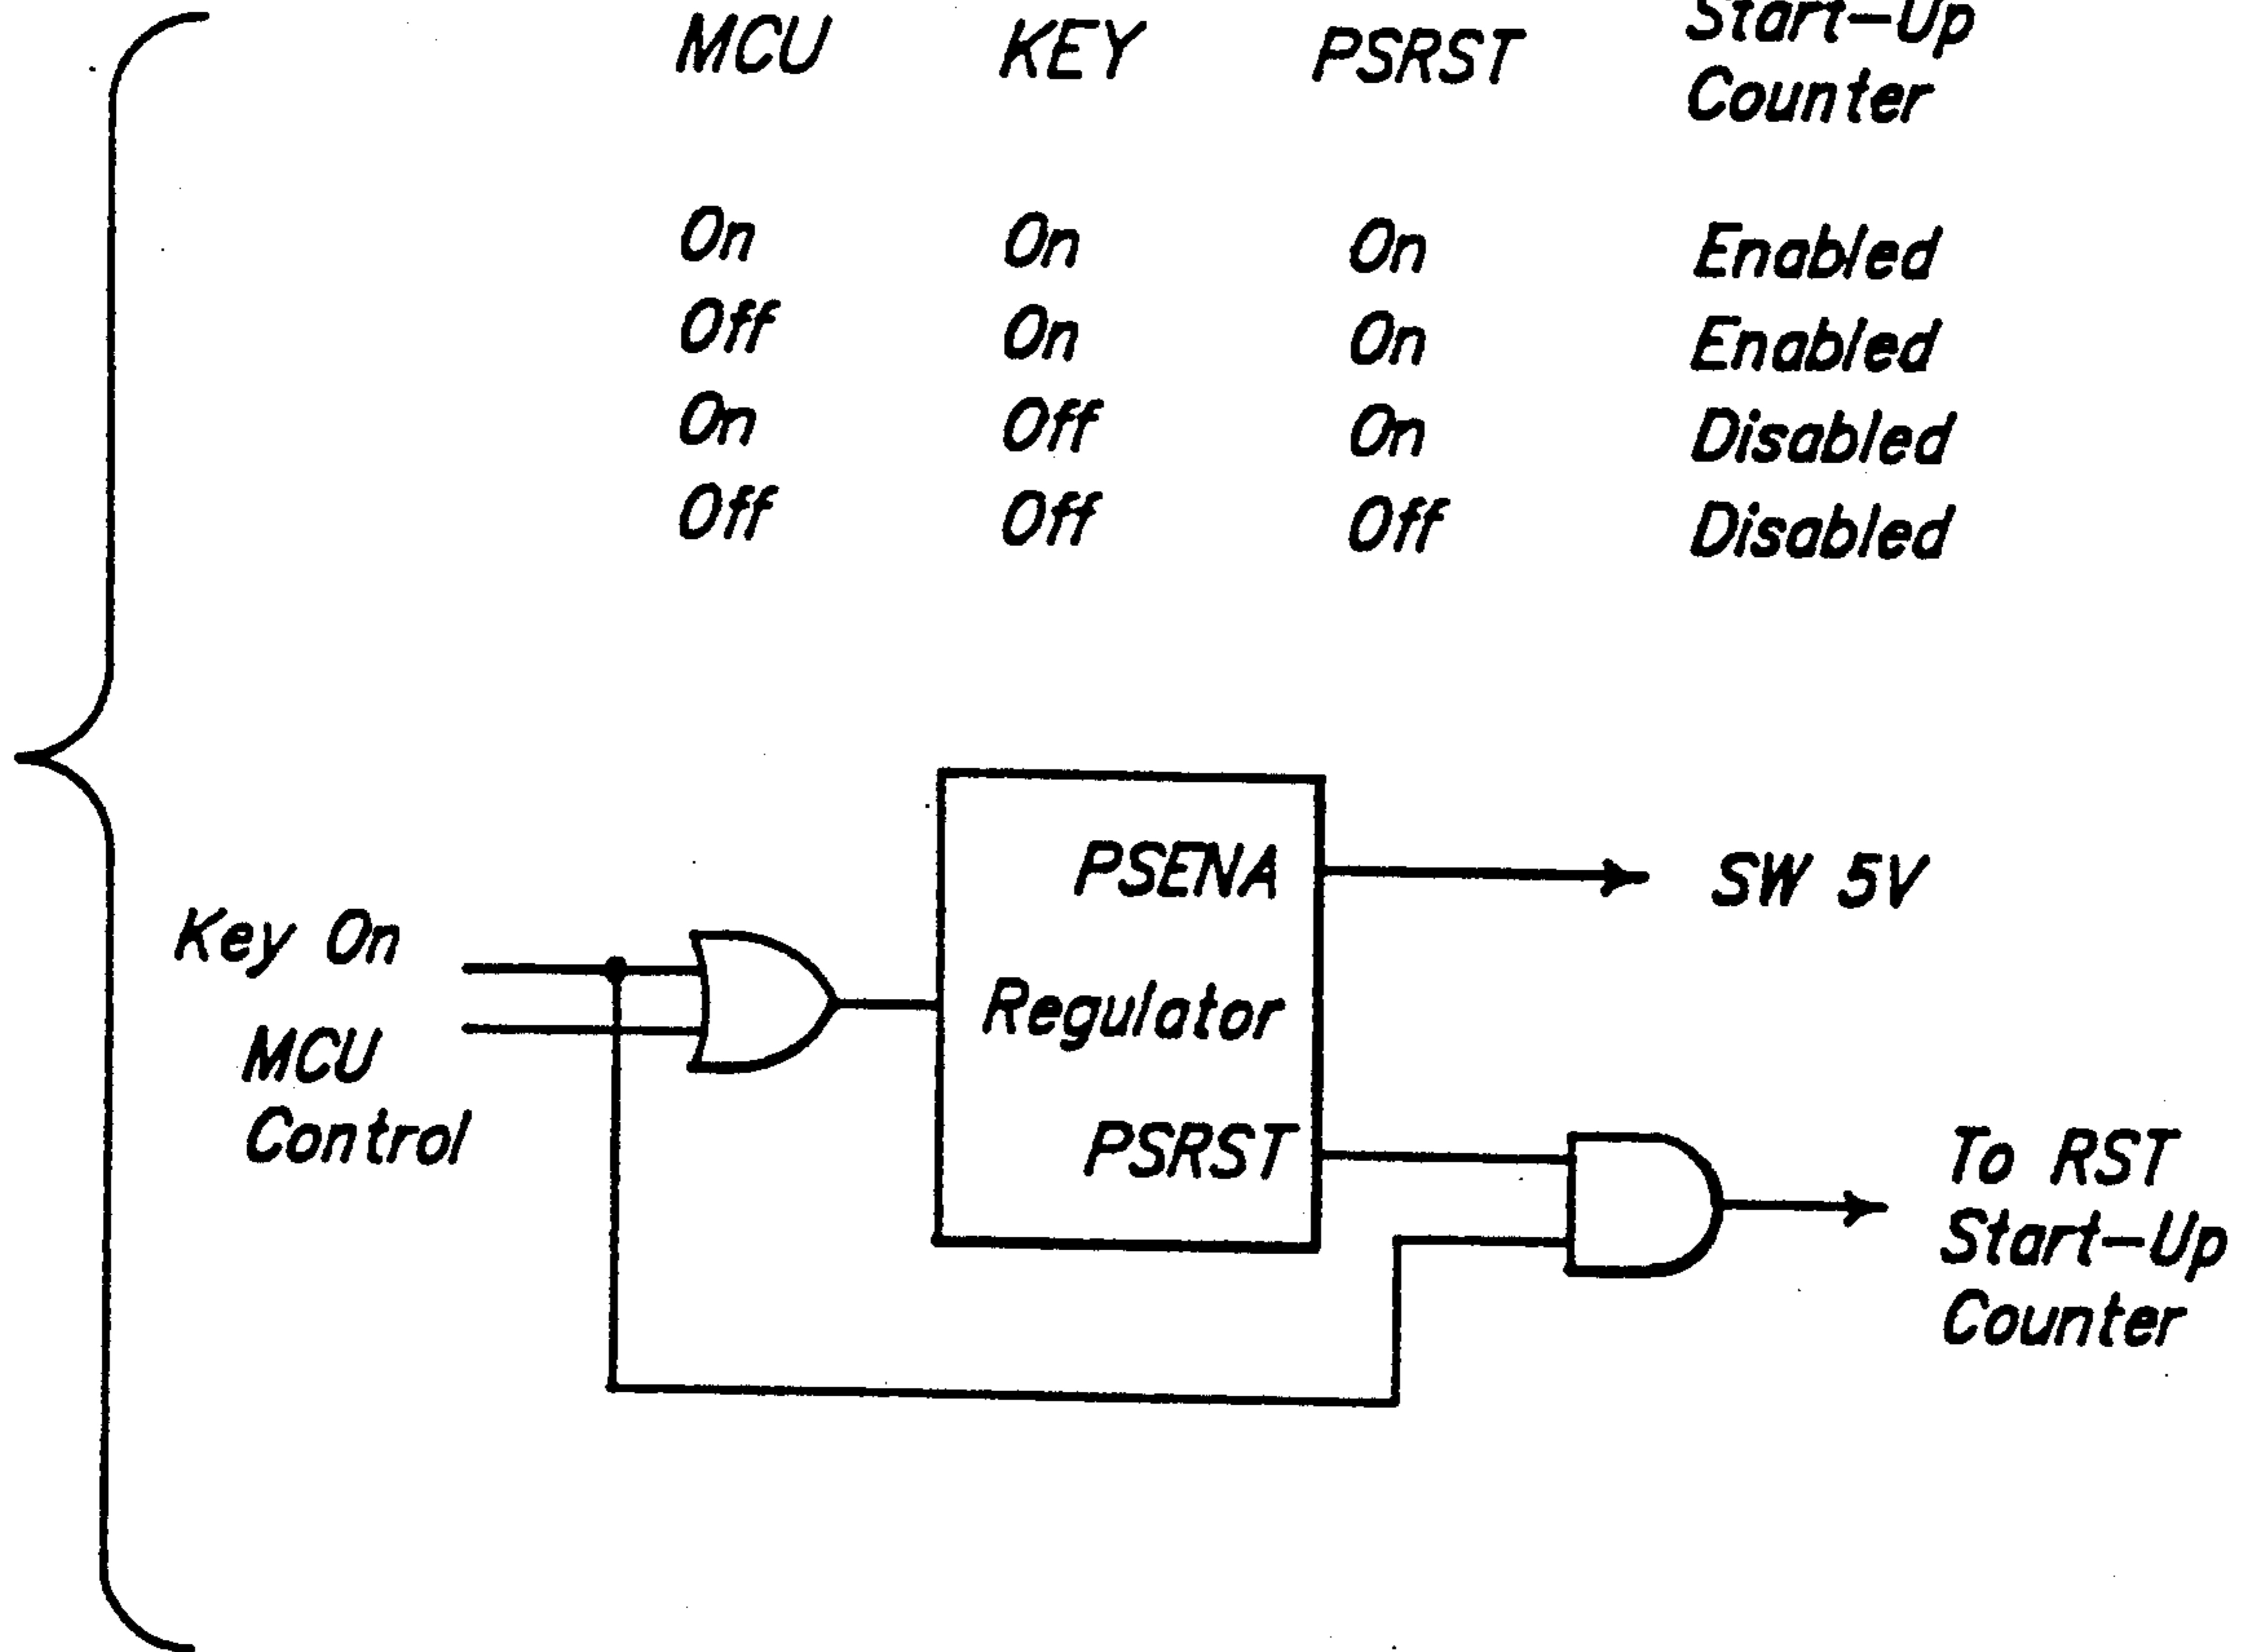 MCU KEY PSRST Start-Up
Counter
On On On Enabled
Off On On Enabled
On Off On Disabled
Off Off Off Disabled
PSENA
SW 5V
Key On
Regulator
MCU
Control
PSRST
To RST
Start-Up
Counter